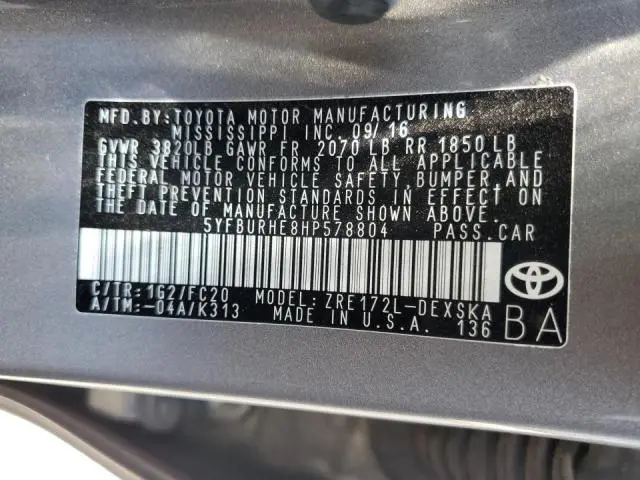 MFD. BY: TOYOTA MOTOR MANUFACTURING
MISSISSIPPI INC. 09/16
GVWR 3820LB GAWR FR 2070 LB RR 1850 LB
THIS VEHICLE CONFORMS TO ALL APPLICABLE
FEDERAL MOTOR VEHICLE SAFETY, BUMPER, AND
THEFT PREVENTION STANDARDS IN EFFECT ON
THE DATE OF MANUFACTURE SHOWN ABOVE.
5YFBURHE8HP578804 PASS. CAR
C/TR: 1G2/FC20 MODEL: ZRE172L-DEXSKA
A/TM: -04A/K313 MADE IN U.S.A. 136
BA